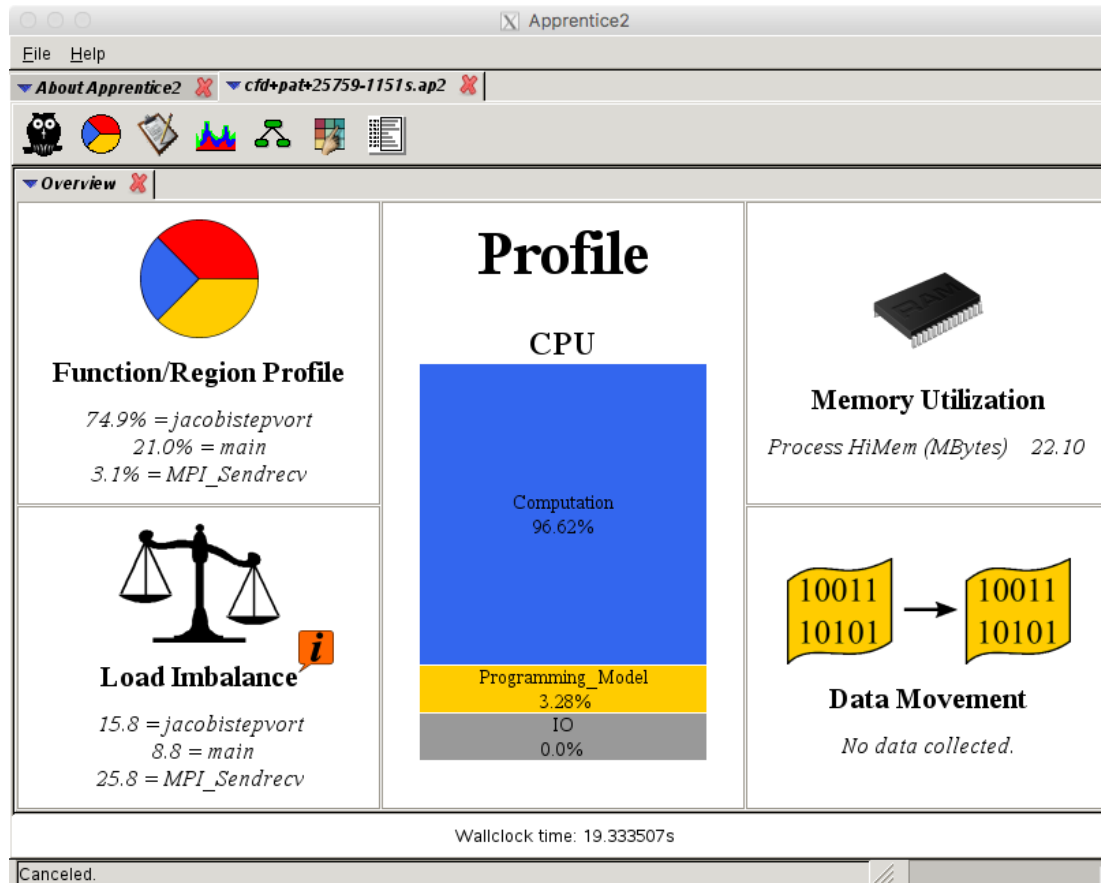 Apprentice2
File Help
About Apprentice2 cfd+pat+25759-1151s.ap2
Overview
Function/Region Profile
74.9% = jacobistepvort
21.0% = main
3.1% = MPI_Sendrecv
Load Imbalance
15.8 = jacobistepvort
8.8 = main
25.8 = MPI_Sendrecv
Profile
CPU
Computation
96.62%
Programming_Model
3.28%
IO
0.0%
RAM
Memory Utilization
Process HiMem (MBytes) 22.10
10011 10011
10101 10101
Data Movement
No data collected.
Wallclock time: 19.333507s
Canceled.